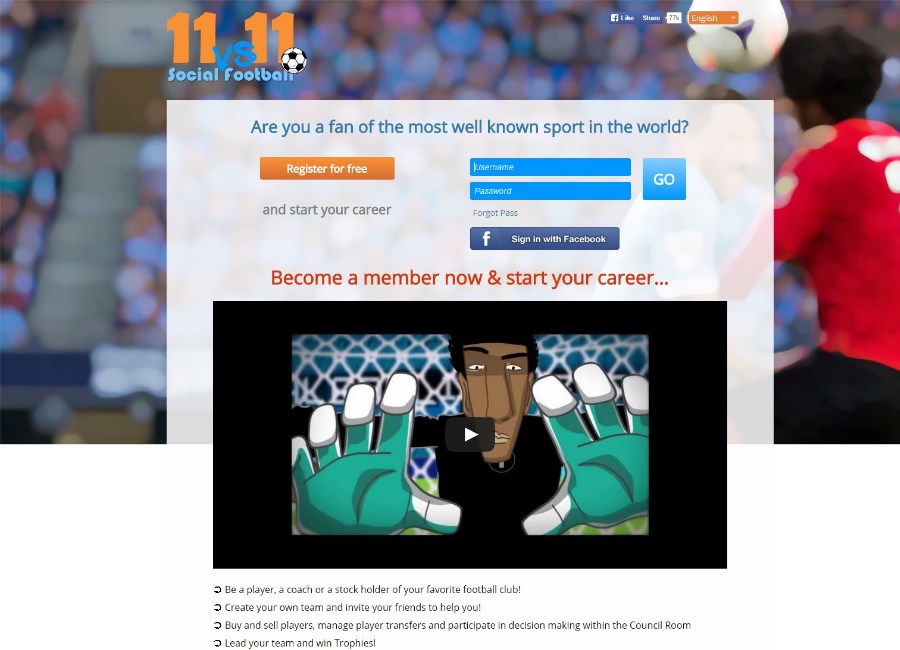 11 vs 11
Social Football
Like Share 77k English
Are you a fan of the most well known sport in the world?
Register for free
and start your career
Username
Password
GO
Forgot Pass
f Sign in with Facebook
Become a member now & start your career...
Be a player, a coach or a stock holder of your favorite football club!
Create your own team and invite your friends to help you!
Buy and sell players, manage player transfers and participate in decision making within the Council Room
Lead your team and win Trophies!